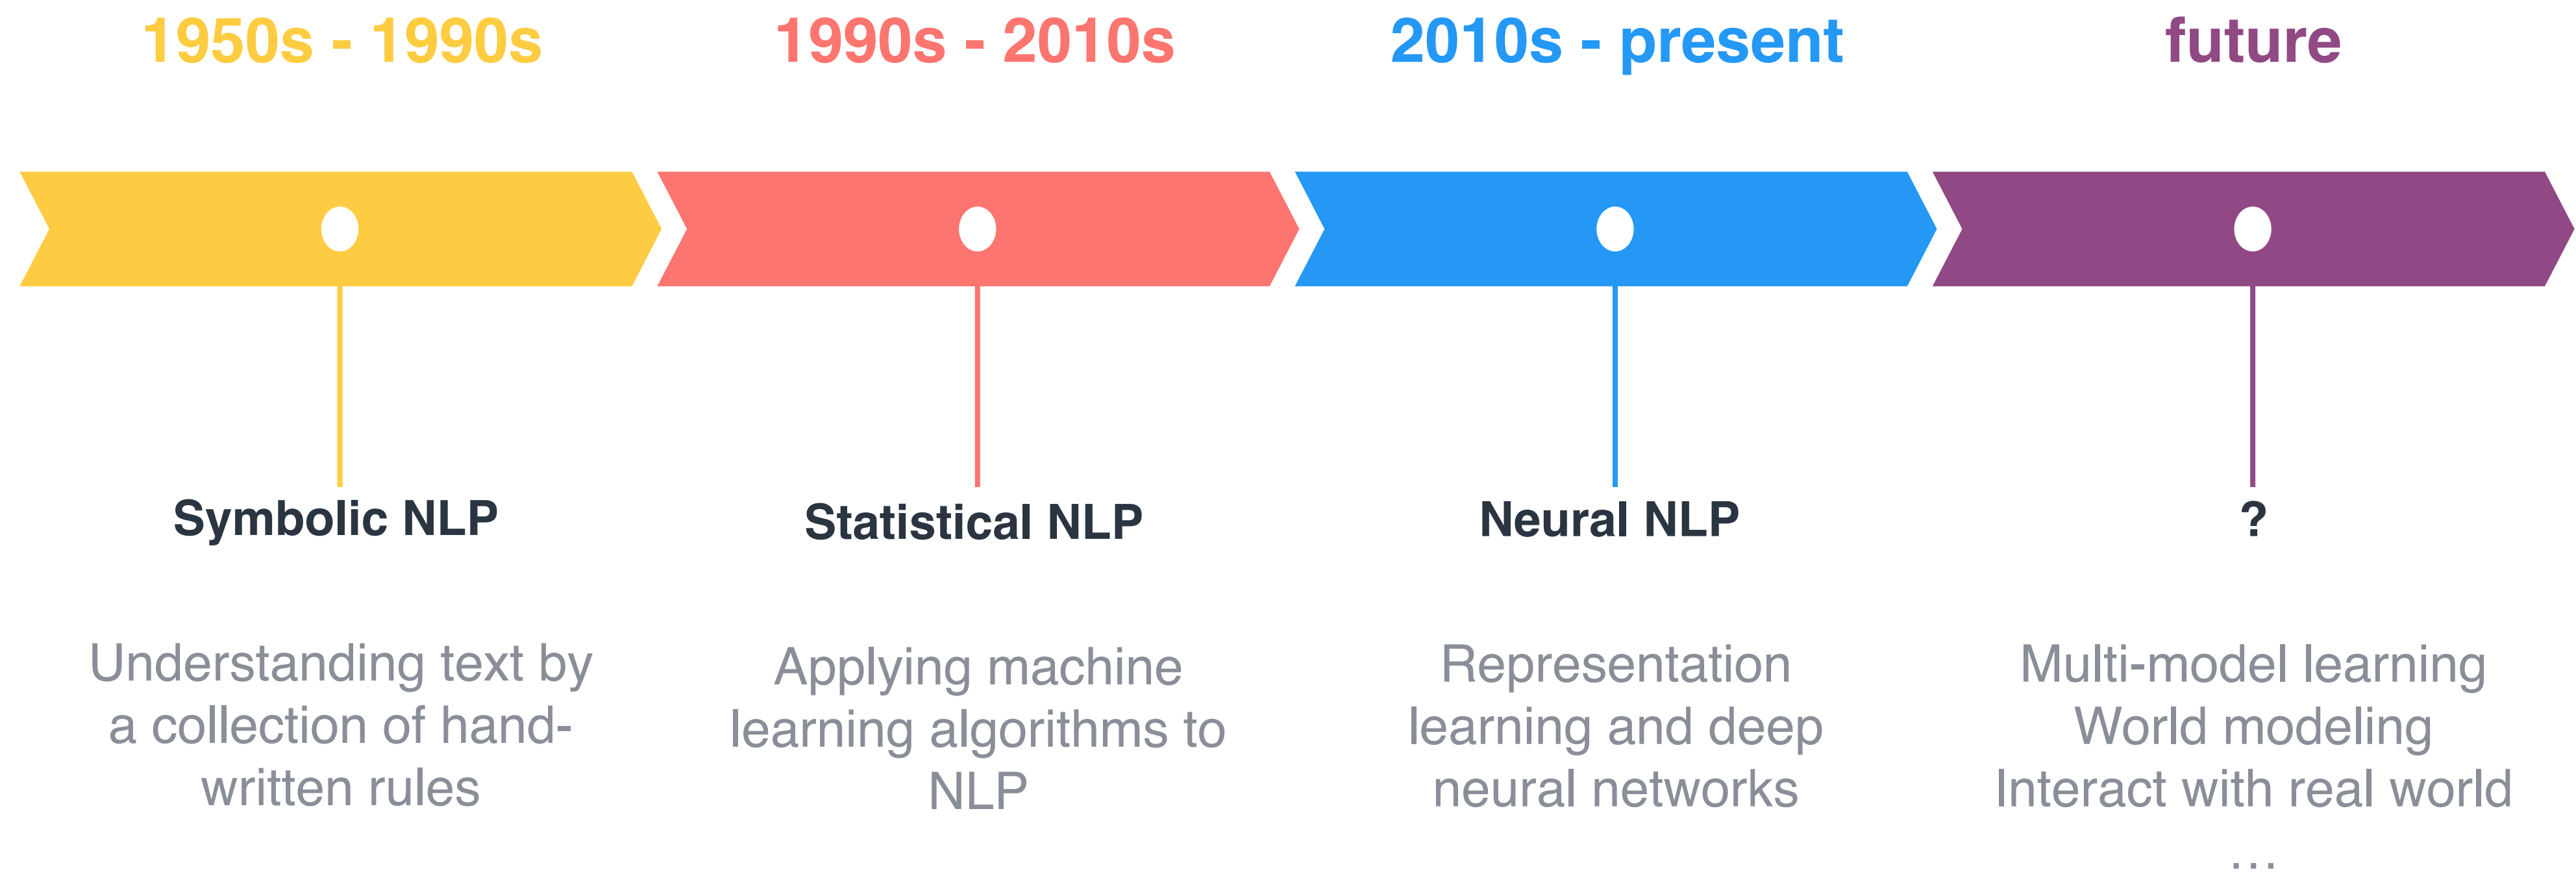 1950s - 1990s
1990s - 2010s
2010s - present
future
Symbolic NLP
Statistical NLP
Neural NLP
?
Understanding text by
a collection of hand-
written rules
Applying machine
learning algorithms to
NLP
Representation
learning and deep
neural networks
Multi-model learning
World modeling
Interact with real world
…